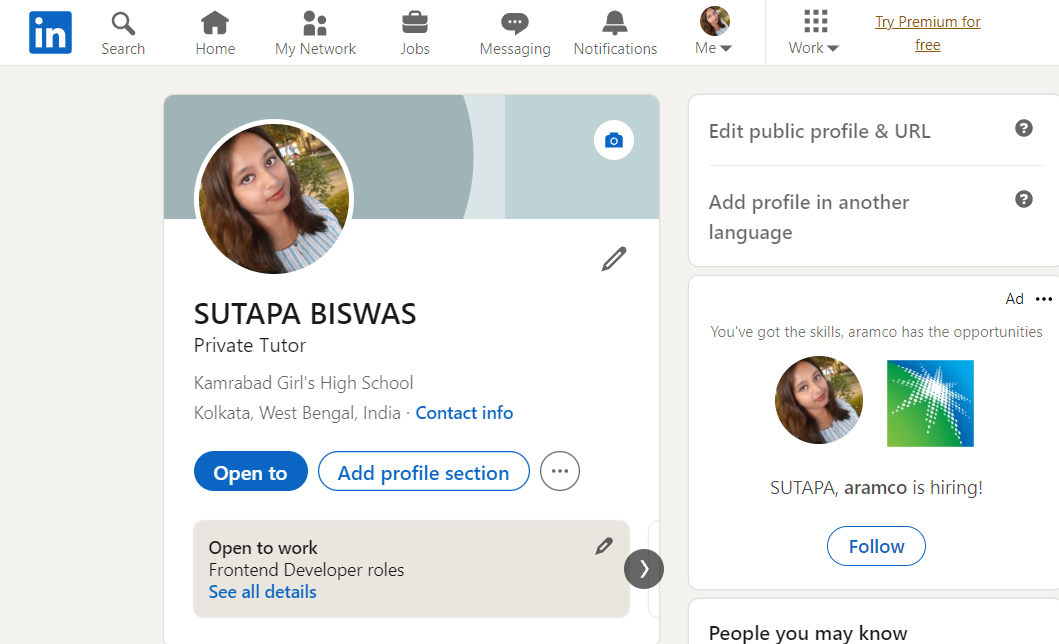 in
Search
Home
My Network
Jobs
Messaging
Notifications
Me
Work
Try Premium for
free
SUTAPA BISWAS
Private Tutor
Kamrabad Girl's High School
Kolkata, West Bengal, India · Contact info
Open to
Add profile section
Open to work
Frontend Developer roles
See all details
Edit public profile & URL
Add profile in another
language
Ad
You've got the skills, aramco has the opportunities
SUTAPA, aramco is hiring!
Follow
People you may know